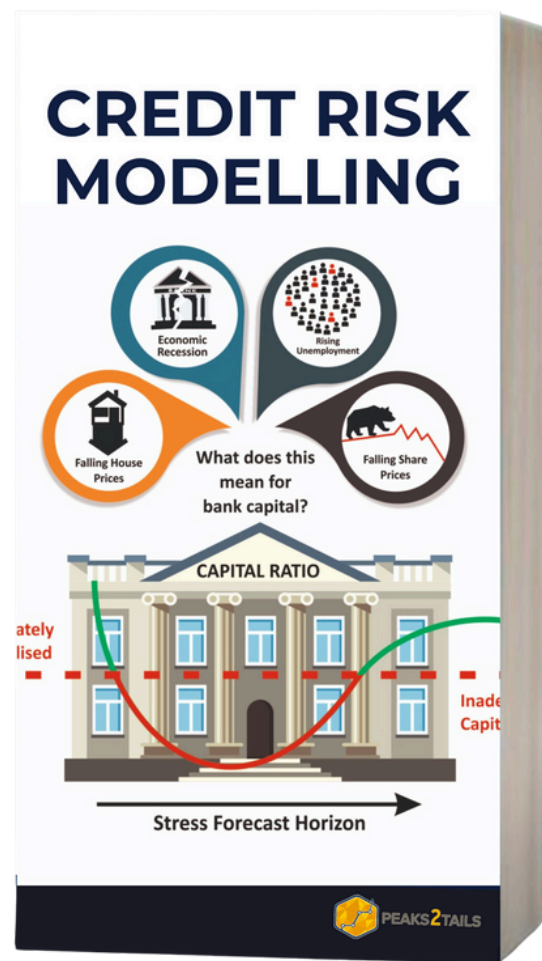 CREDIT RISK
MODELLING
Economic
Recession
Rising
Unemployment
Falling House
Prices
Falling Share
Prices
What does this
mean for
bank capital?
CAPITAL RATIO
ately
lised
Inade
Capit
Stress Forecast Horizon
PEAKS2TAILS